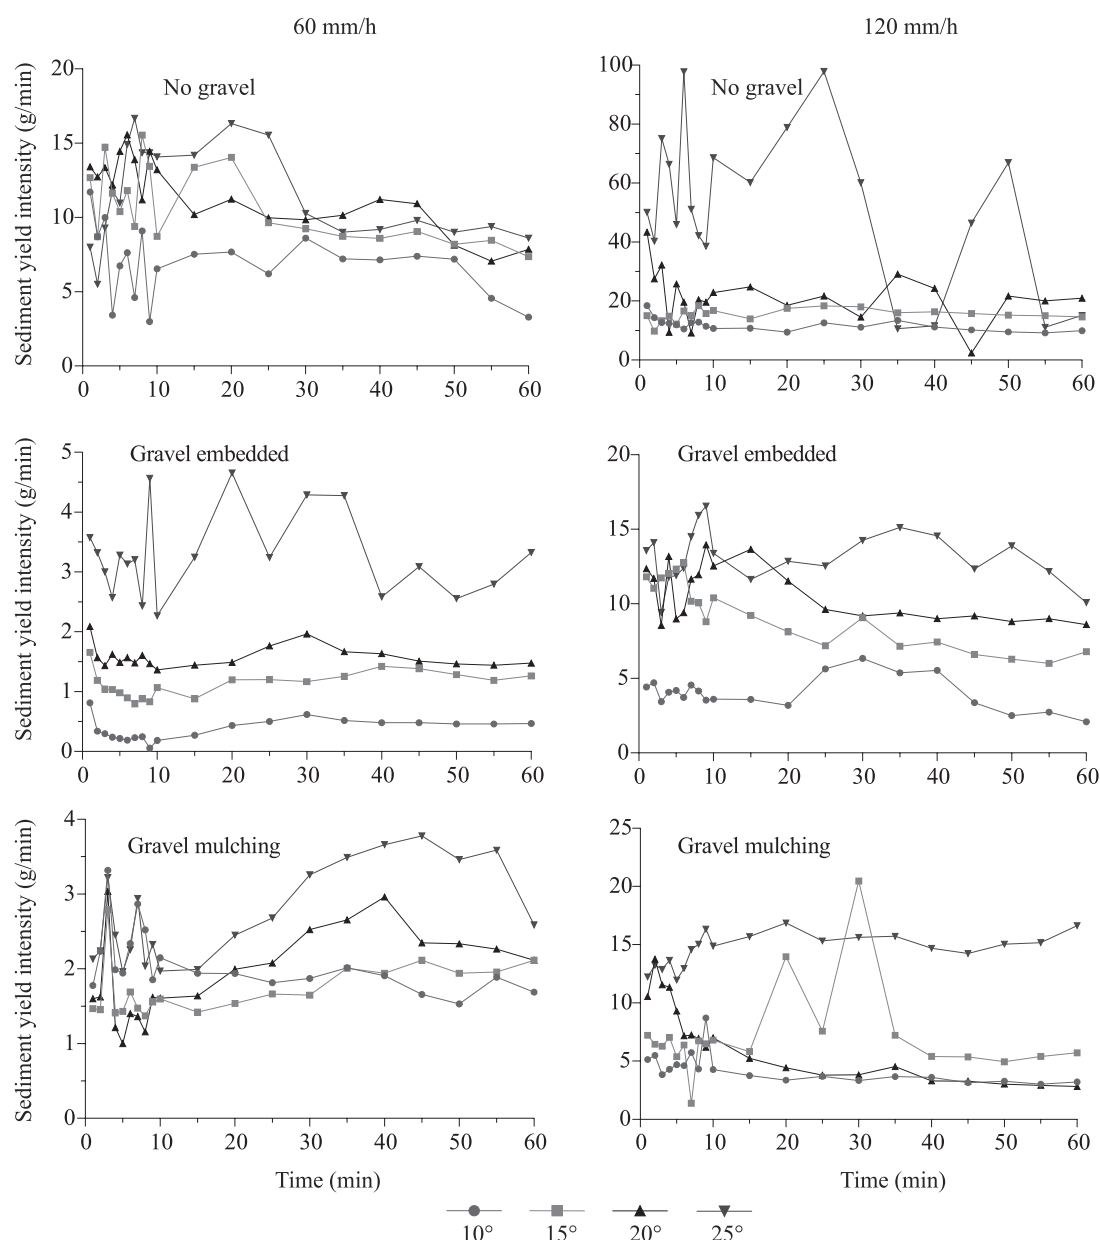 60 mm/h
120 mm/h
Sediment yield intensity (g/min)
No gravel
20
15
10
5
0
0 10 20 30 40 50 60
No gravel
100
80
60
40
20
0
0 10 20 30 40 50 60
Sediment yield intensity (g/min)
Gravel embedded
5
4
3
2
1
0
0 10 20 30 40 50 60
Gravel embedded
20
15
10
5
0
0 10 20 30 40 50 60
Sediment yield intensity (g/min)
Gravel mulching
4
3
2
1
0
0 10 20 30 40 50 60
Time (min)
Gravel mulching
25
20
15
10
5
0
0 10 20 30 40 50 60
Time (min)
10° 15° 20° 25°